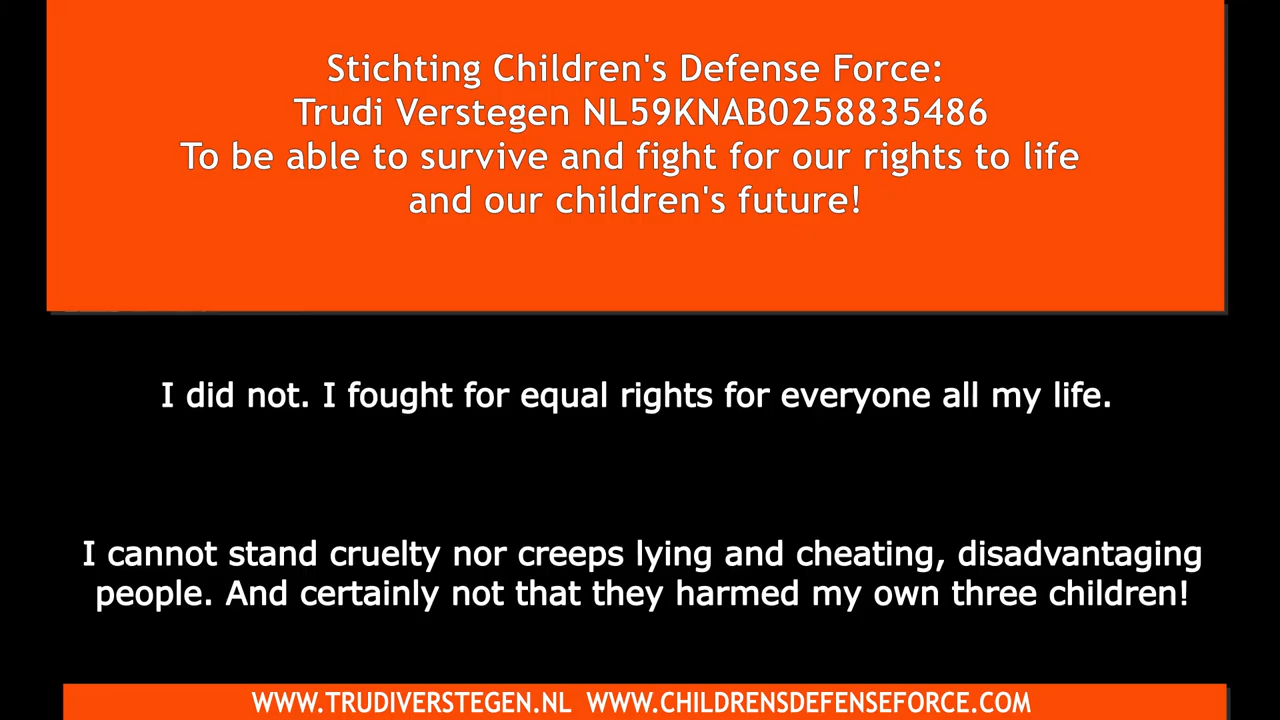 Stichting Children's Defense Force:
Trudi Verstegen NL59KNAB0258835486
To be able to survive and fight for our rights to life
and our children's future!
I did not. I fought for equal rights for everyone all my life.
I cannot stand cruelty nor creeps lying and cheating, disadvantaging
people. And certainly not that they harmed my own three children!
WWW.TRUDIVERSTEGEN.NL WWW.CHILDRENSDEFENSEFORCE.COM